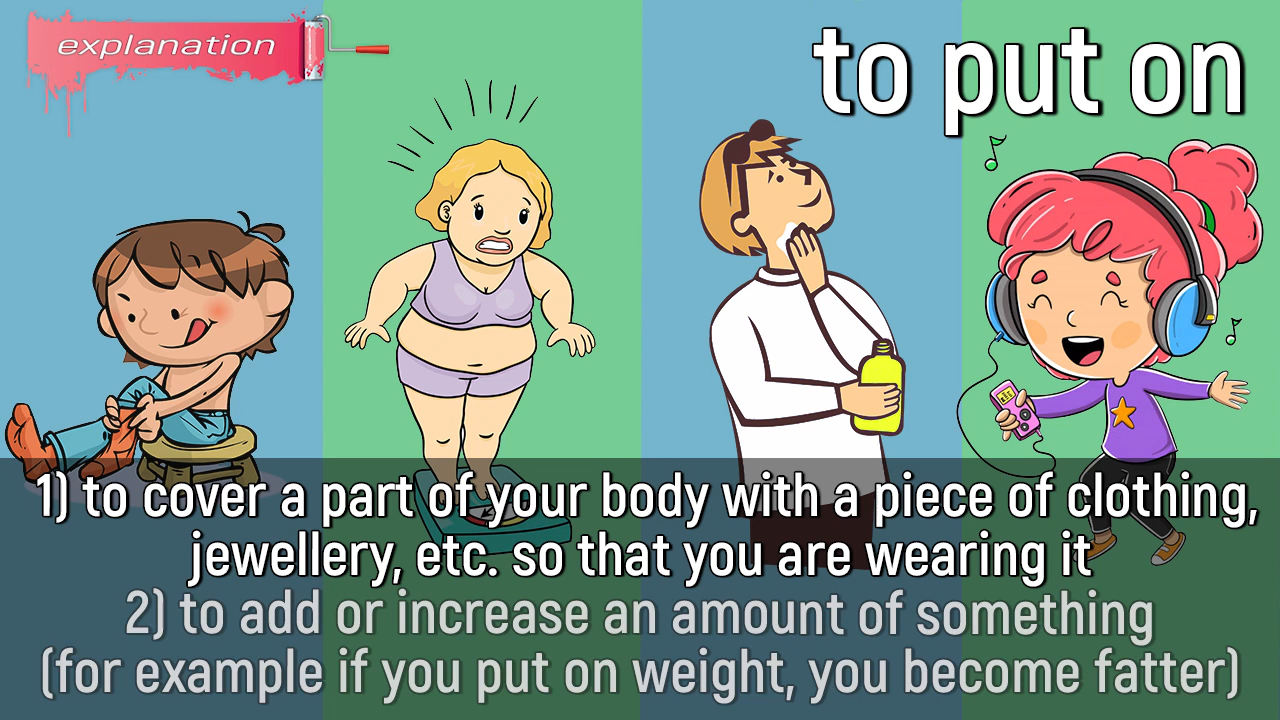 explanation
to put on
1) to cover a part of your body with a piece of clothing,
jewellery, etc. so that you are wearing it
2) to add or increase an amount of something
(for example if you put on weight, you become fatter)